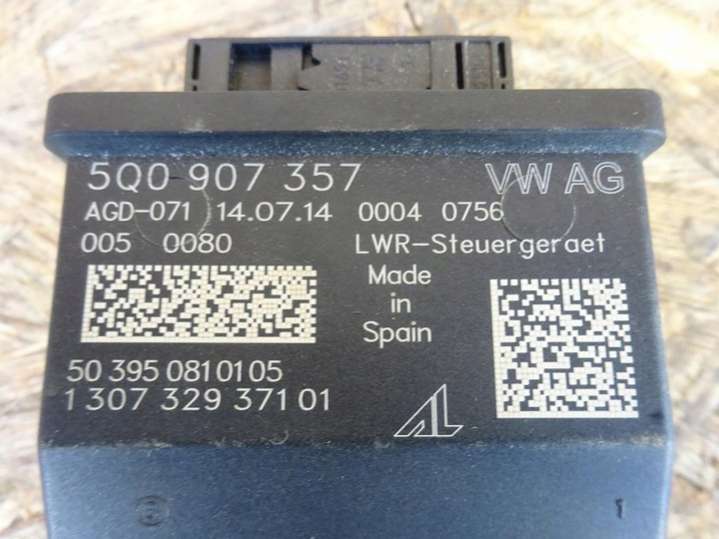 5Q0 907 357 VW AG
AGD-071 14.07.14 0004 0756
005 0080 LWR-Steuergeraet
Made
in
Spain
50 395 0810105
1 307 329 371 01
AL
1